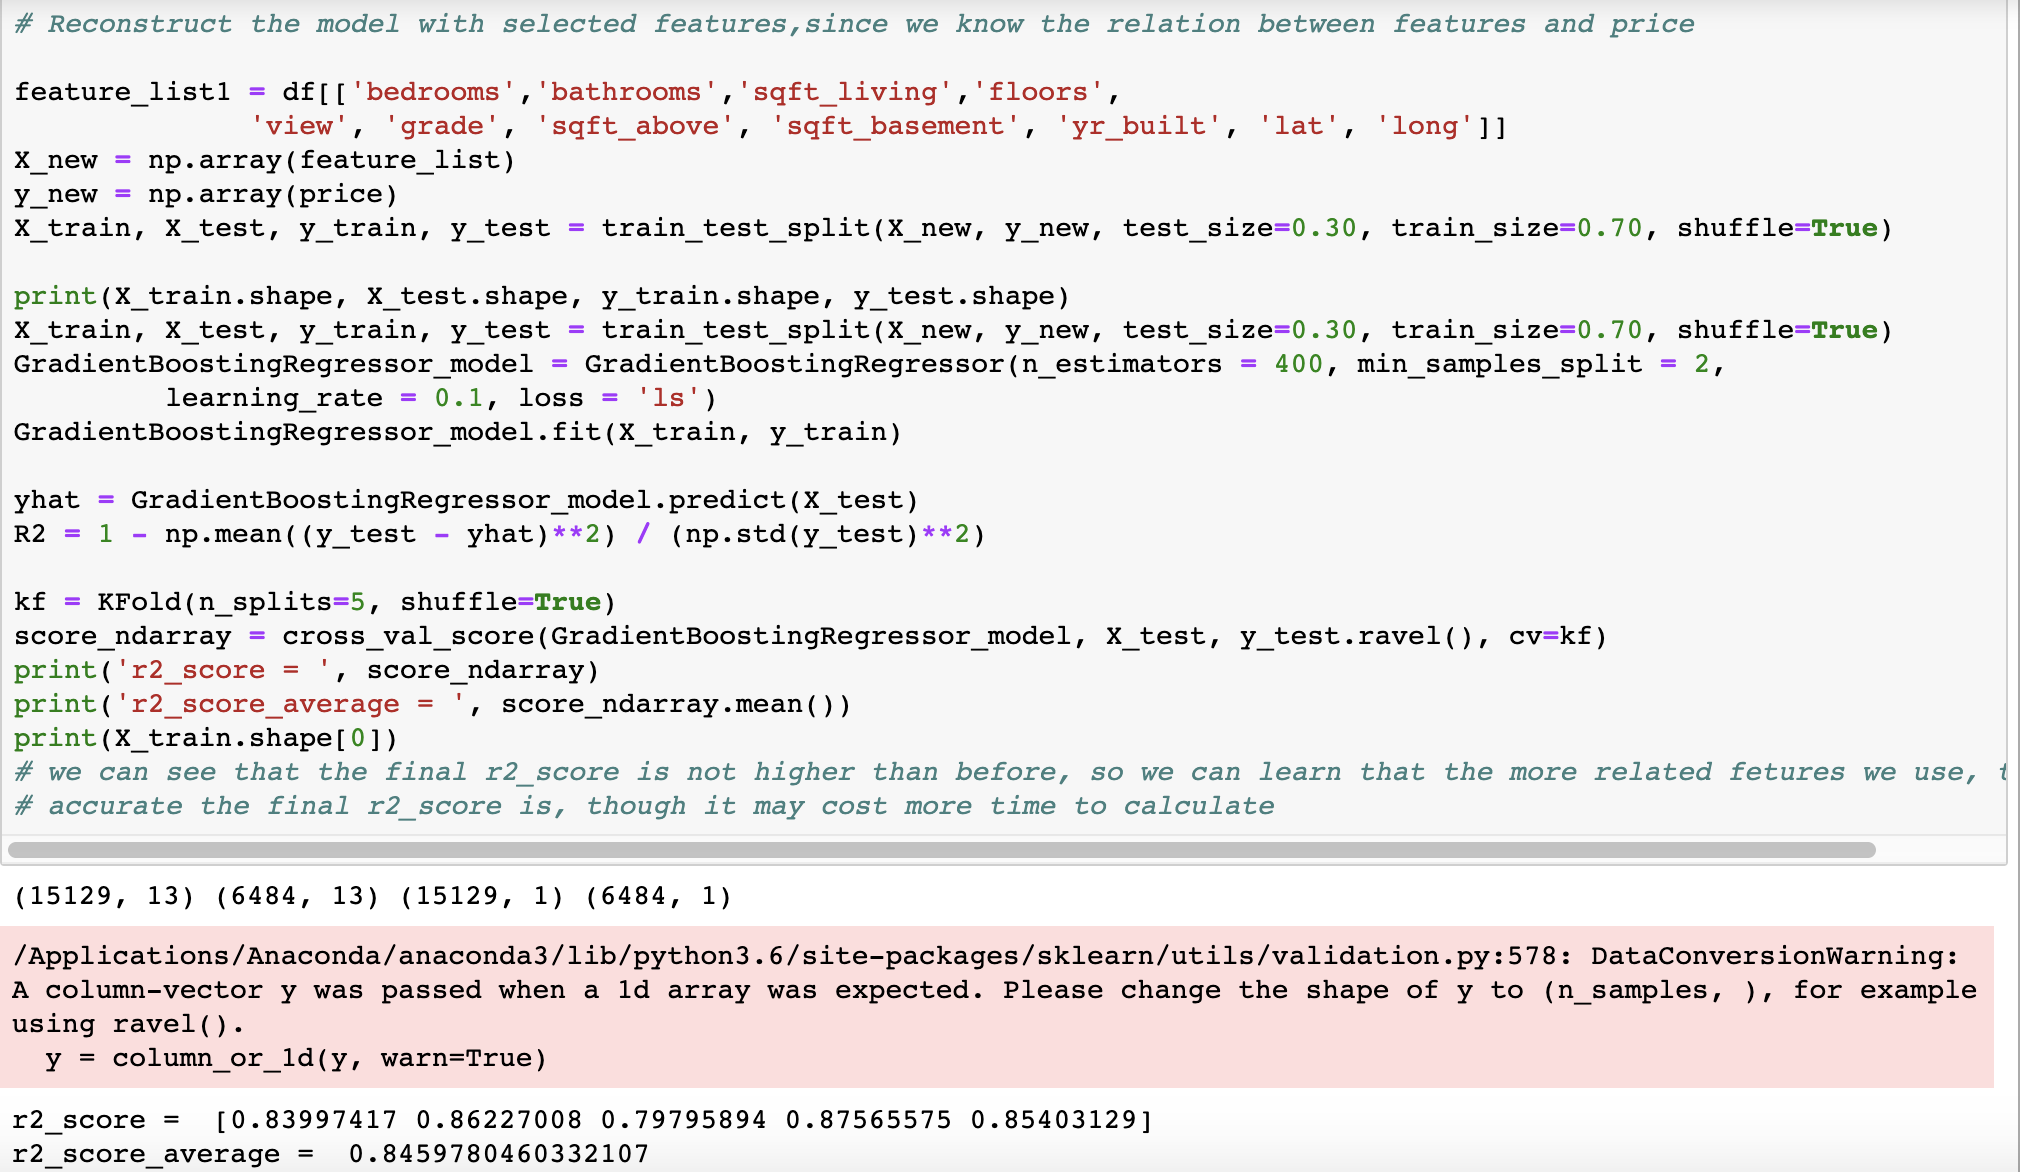 # Reconstruct the model with selected features,since we know the relation between features and price
feature_list1 = df[['bedrooms','bathrooms','sqft_living','floors',
'view', 'grade', 'sqft_above', 'sqft_basement', 'yr_built', 'lat', 'long']]
X_new = np.array(feature_list)
y_new = np.array(price)
X_train, X_test, y_train, y_test = train_test_split(X_new, y_new, test_size=0.30, train_size=0.70, shuffle=True)
print(X_train.shape, X_test.shape, y_train.shape, y_test.shape)
X_train, X_test, y_train, y_test = train_test_split(X_new, y_new, test_size=0.30, train_size=0.70, shuffle=True)
GradientBoostingRegressor_model = GradientBoostingRegressor(n_estimators = 400, min_samples_split = 2,
learning_rate = 0.1, loss = 'ls')
GradientBoostingRegressor_model.fit(X_train, y_train)
yhat = GradientBoostingRegressor_model.predict(X_test)
R2 = 1 - np.mean((y_test - yhat)**2) / (np.std(y_test)**2)
kf = KFold(n_splits=5, shuffle=True)
score_ndarray = cross_val_score(GradientBoostingRegressor_model, X_test, y_test.ravel(), cv=kf)
print('r2_score = ', score_ndarray)
print('r2_score_average = ', score_ndarray.mean())
print(X_train.shape[0])
# we can see that the final r2_score is not higher than before, so we can learn that the more related fetures we use,
# accurate the final r2_score is, though it may cost more time to calculate
(15129, 13) (6484, 13) (15129, 1) (6484, 1)
/Applications/Anaconda/anaconda3/lib/python3.6/site-packages/sklearn/utils/validation.py:578: DataConversionWarning:
A column-vector y was passed when a 1d array was expected. Please change the shape of y to (n_samples, ), for example
using ravel().
y = column_or_1d(y, warn=True)
r2_score =  [0.83997417 0.86227008 0.79795894 0.87565575 0.85403129]
r2_score_average =  0.8459780460332107